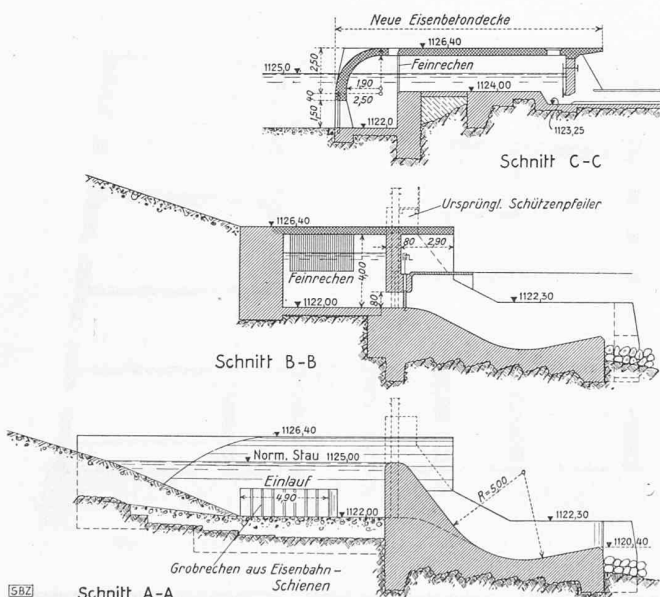 Neue Eisenbetondecke
1126,40
1125,0
2,50
Feinrechen
1,90
2,50
1124,00
40
1,50
1122,0
1123,25
Schnitt C-C
Ursprüngl. Schützenpfeiler
1126,40
80 2,90
Feinrechen
4,00
80
1122,00
1122,30
Schnitt B-B
1126,40
Norm. Stau 1125,00
Einlauf
4,90
R=5,00
1122,00
1122,30
1120,40
Grobrechen aus Eisenbahn-
Schienen
SBZ
Schnitt A-A